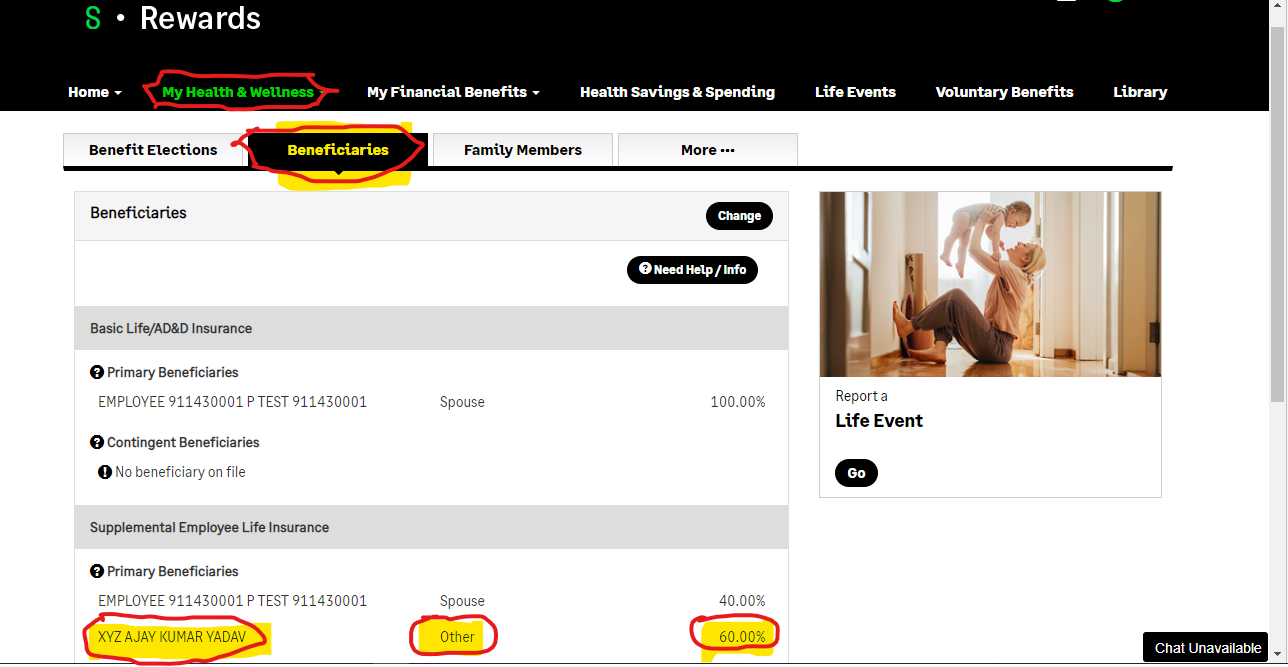 S • Rewards
Home My Health & Wellness My Financial Benefits Health Savings & Spending Life Events Voluntary Benefits Library
Benefit Elections Beneficiaries Family Members More •••
Beneficiaries Change
Need Help / Info
Basic Life/AD&D Insurance
Primary Beneficiaries
EMPLOYEE 911430001 P TEST 911430001 Spouse 100.00%
Contingent Beneficiaries
No beneficiary on file
Supplemental Employee Life Insurance
Primary Beneficiaries
EMPLOYEE 911430001 P TEST 911430001 Spouse 40.00%
XYZ AJAY KUMAR YADAV Other 60.00%
Report a
Life Event
Go
Chat Unavailable